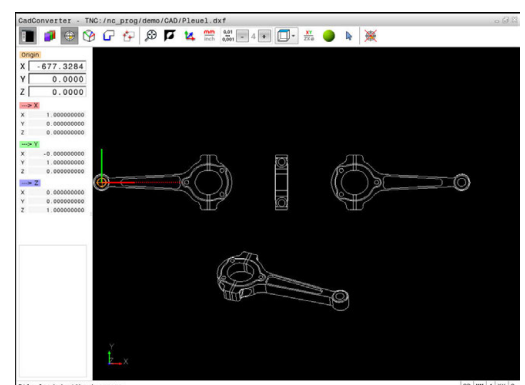 CadConverter - TNC:/nc_prog/demo/CAD/Pleuel.dxf
mm
inch
0,01
0,001
4
XY
Origin
X -677.3284
Y 0.0000
Z 0.0000
---> X
X 1.000000000
Y 0.000000000
Z 0.000000000
---> Y
X -0.000000000
Y 1.000000000
Z 0.000000000
---> Z
X 0.000000000
Y 0.000000000
Z 1.000000000
Y
Z
X